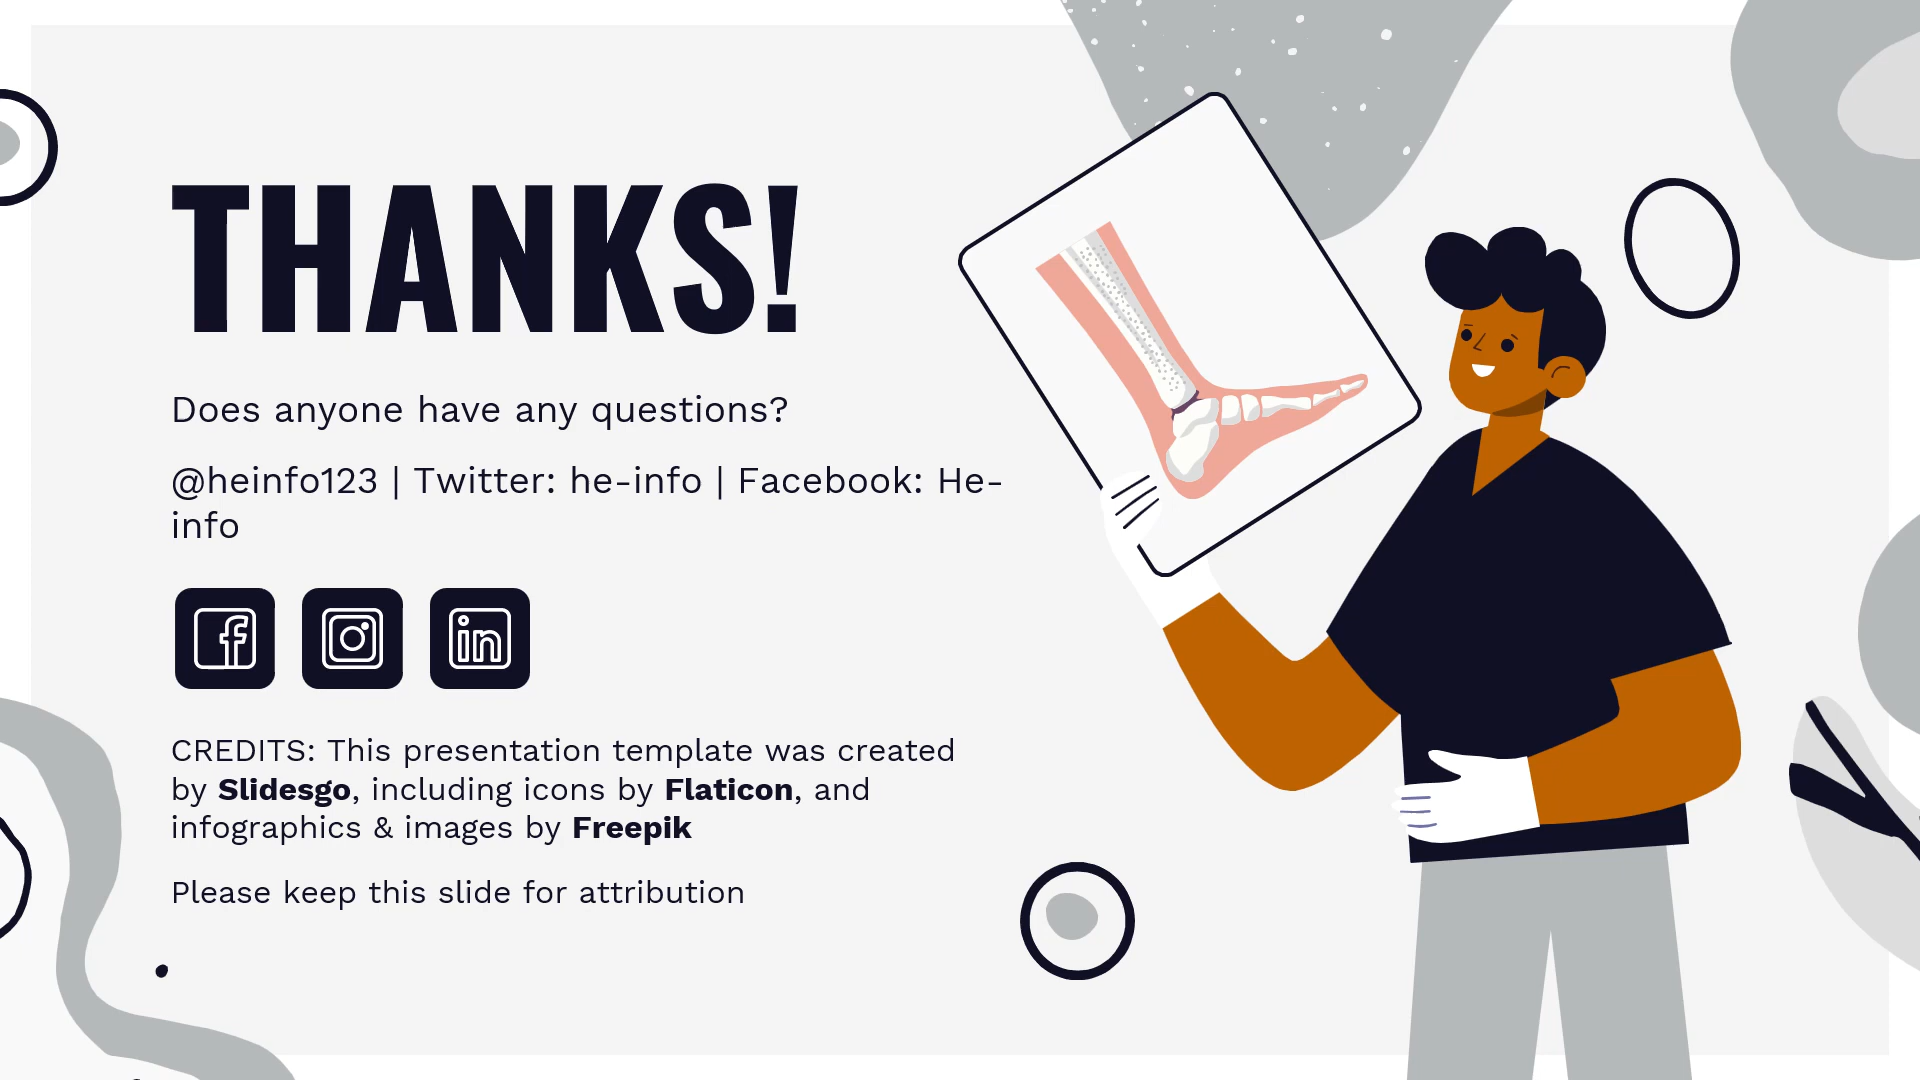 THANKS!
Does anyone have any questions?
@heinfo123 | Twitter: he-info | Facebook: He-
info
CREDITS: This presentation template was created
by Slidesgo, including icons by Flaticon, and
infographics & images by Freepik
Please keep this slide for attribution